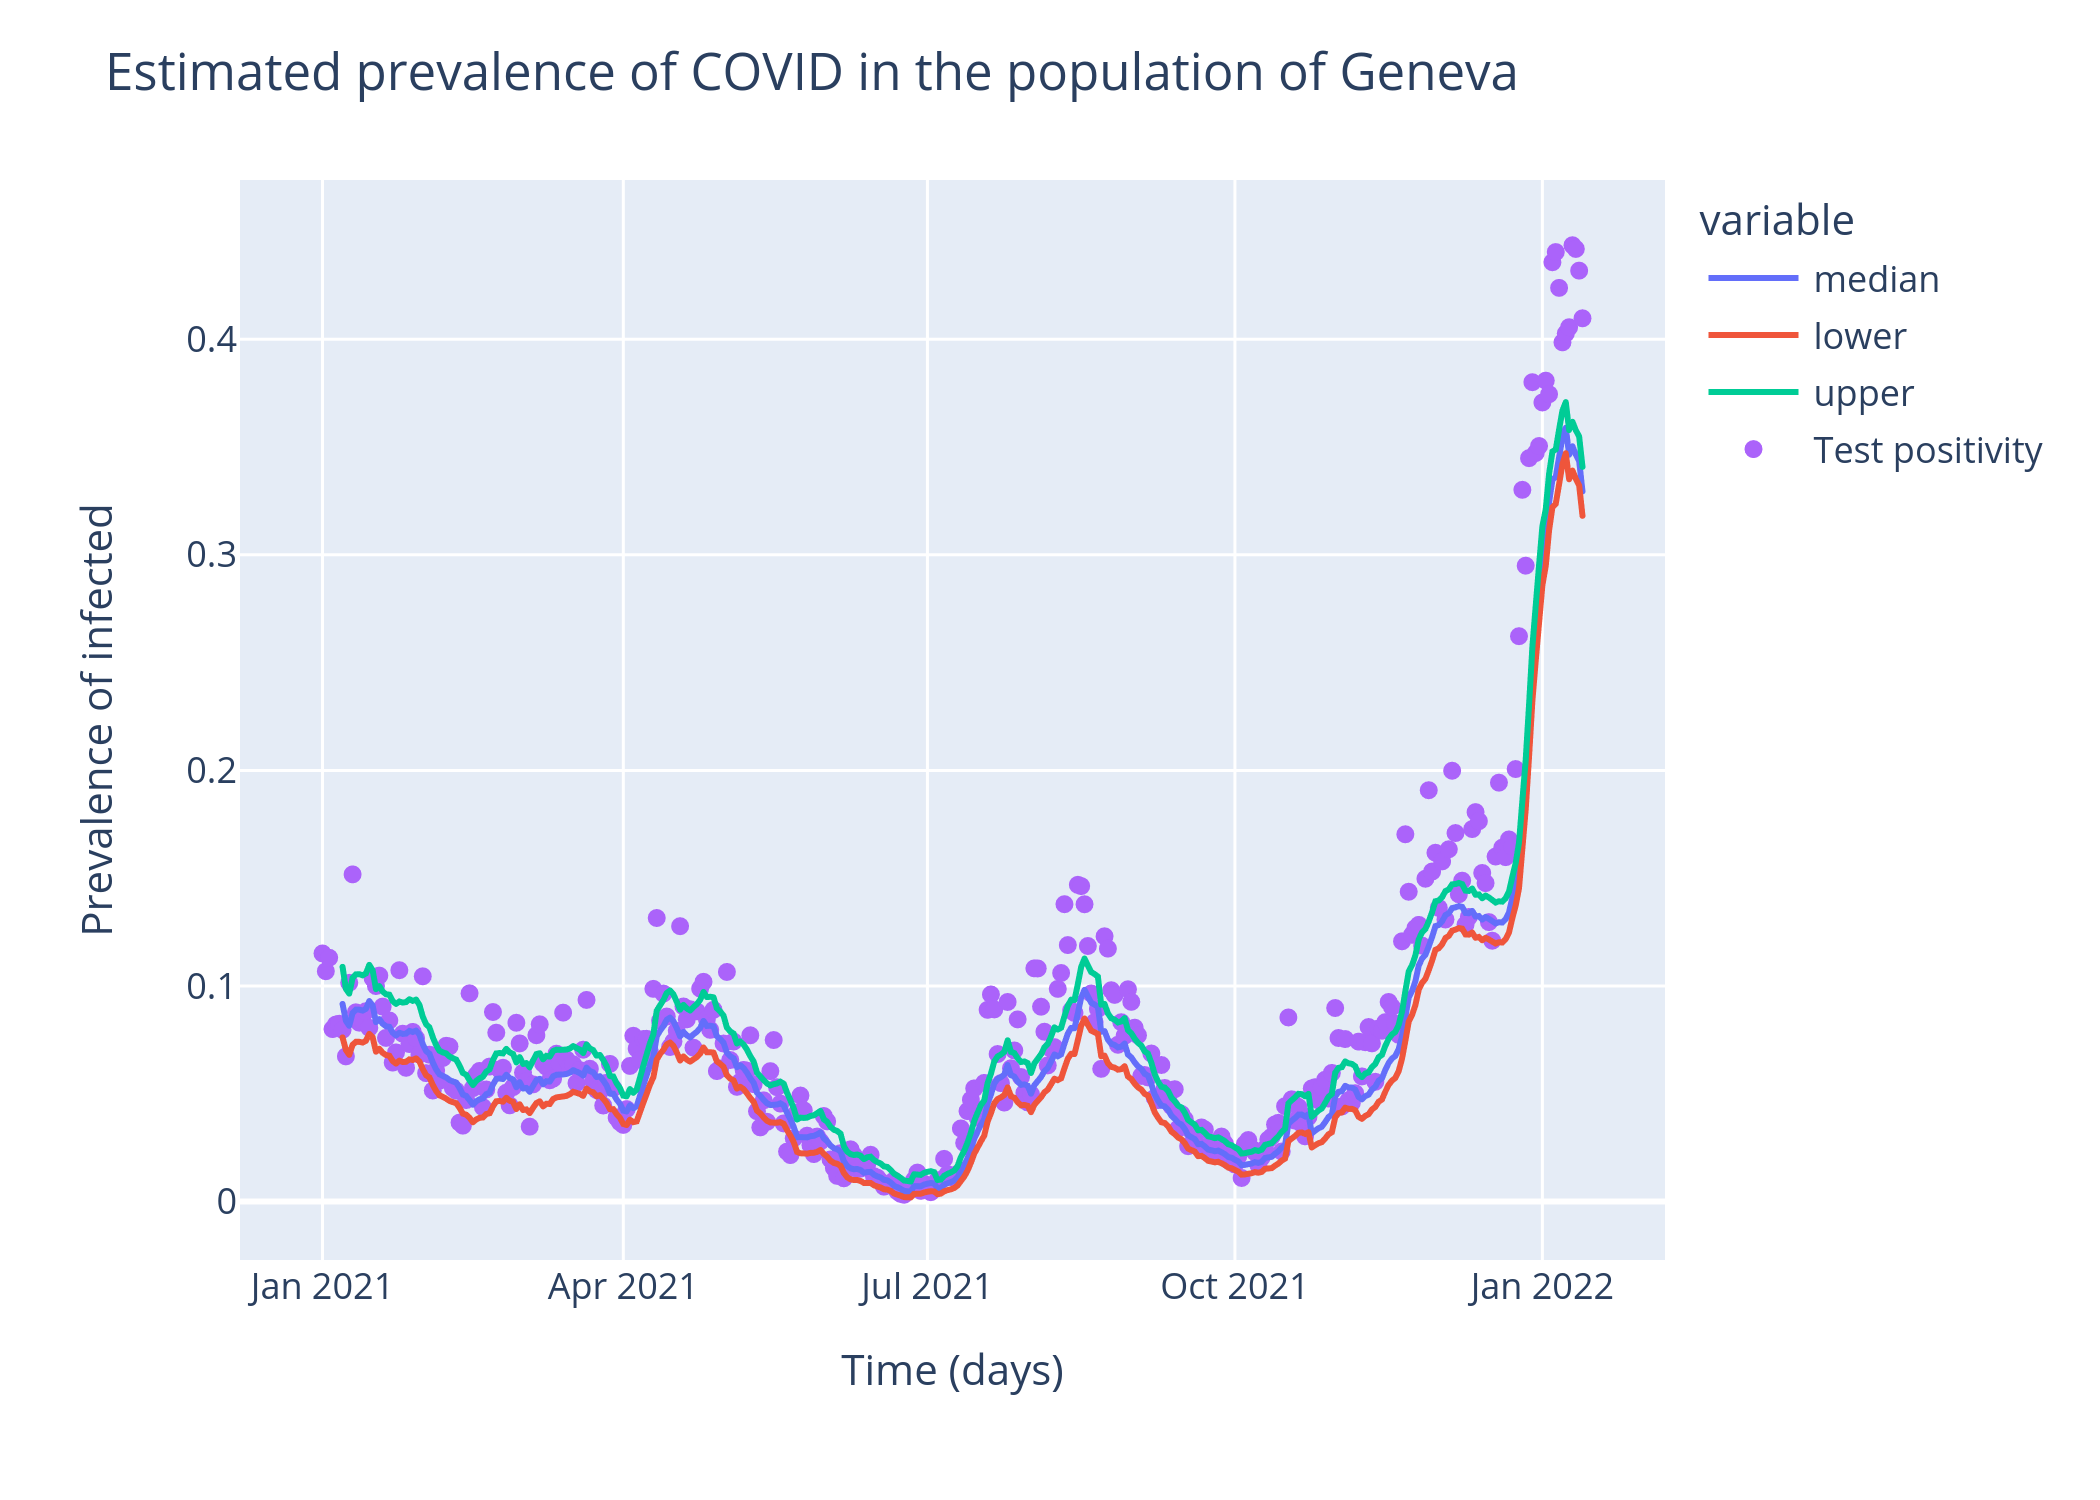 Estimated prevalence of COVID in the population of Geneva
variable
median
lower
upper
Test positivity
Prevalence of infected
0.4
0.3
0.2
0.1
0
Jan 2021
Apr 2021
Jul 2021
Oct 2021
Jan 2022
Time (days)